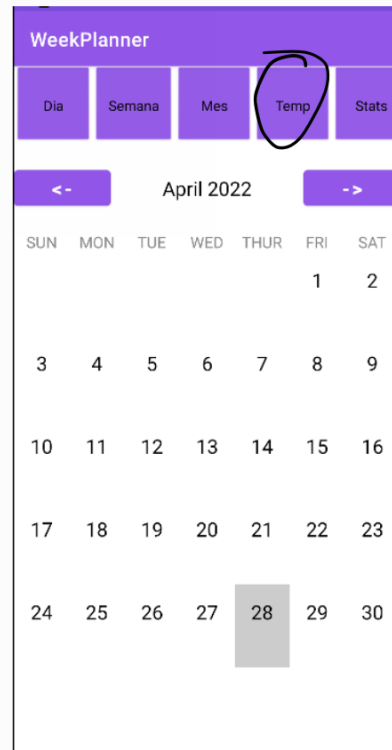 WeekPlanner
Dia Semana Mes Temp Stats
<- April 2022 ->
SUN MON TUE WED THUR FRI SAT
1 2
3 4 5 6 7 8 9
10 11 12 13 14 15 16
17 18 19 20 21 22 23
24 25 26 27 28 29 30